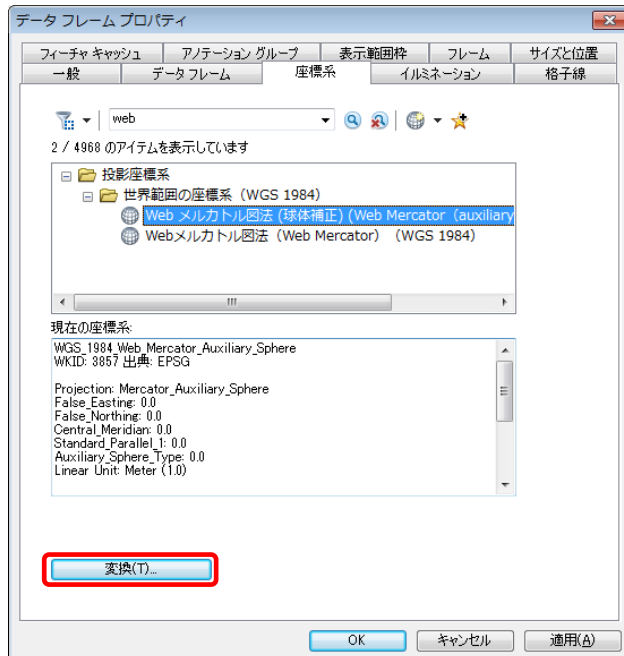 データ フレーム プロパティ
フィーチャ キャッシュ アノテーション グループ 表示範囲枠 フレーム サイズと位置
一般 データ フレーム 座標系 イルミネーション 格子線
web
2 / 4968 のアイテムを表示しています
投影座標系
世界範囲の座標系（WGS 1984）
Web メルカトル図法 (球体補正) (Web Mercator（auxiliary
Webメルカトル図法（Web Mercator）（WGS 1984）
現在の座標系:
WGS_1984_Web_Mercator_Auxiliary_Sphere
WKID: 3857 出典: EPSG
Projection: Mercator_Auxiliary_Sphere
False_Easting: 0.0
False_Northing: 0.0
Central_Meridian: 0.0
Standard_Parallel_1: 0.0
Auxiliary_Sphere_Type: 0.0
Linear Unit: Meter (1.0)
変換(T)...
OK キャンセル 適用(A)